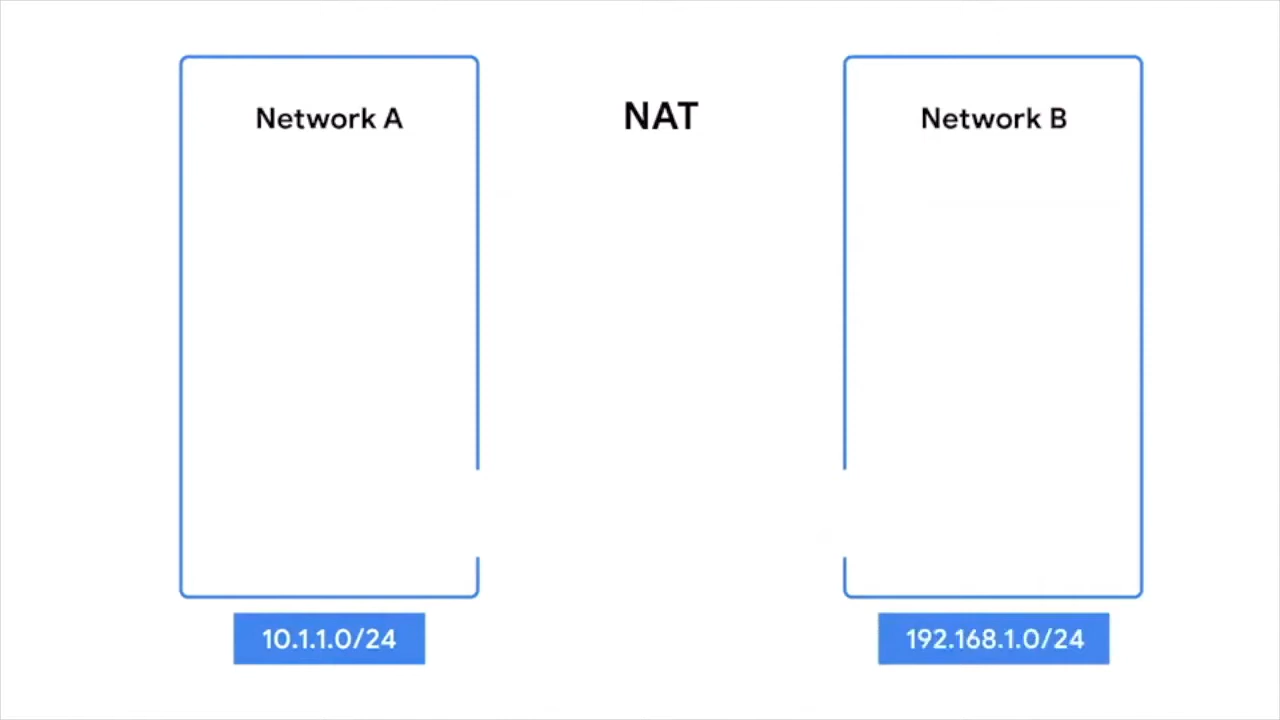 Network A
NAT
Network B
10.1.1.0/24
192.168.1.0/24